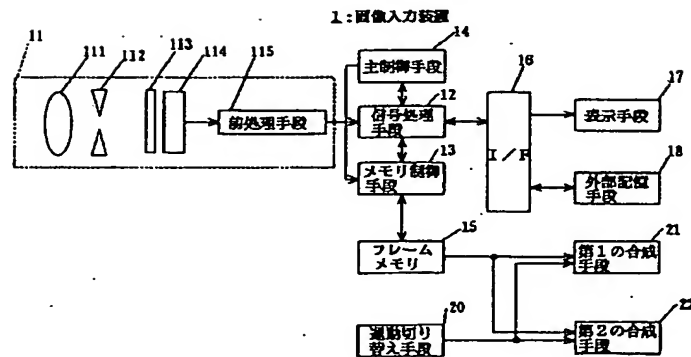 1:画像入力装置
11
111
112
113
114
115
前処理手段
14
主制御手段
12
信号処理
手段
13
メモリ制御
手段
15
フレーム
メモリ
20
連動切り
替え手段
16
I/F
17
表示手段
18
外部記憶
手段
21
第1の合成
手段
22
第2の合成
手段